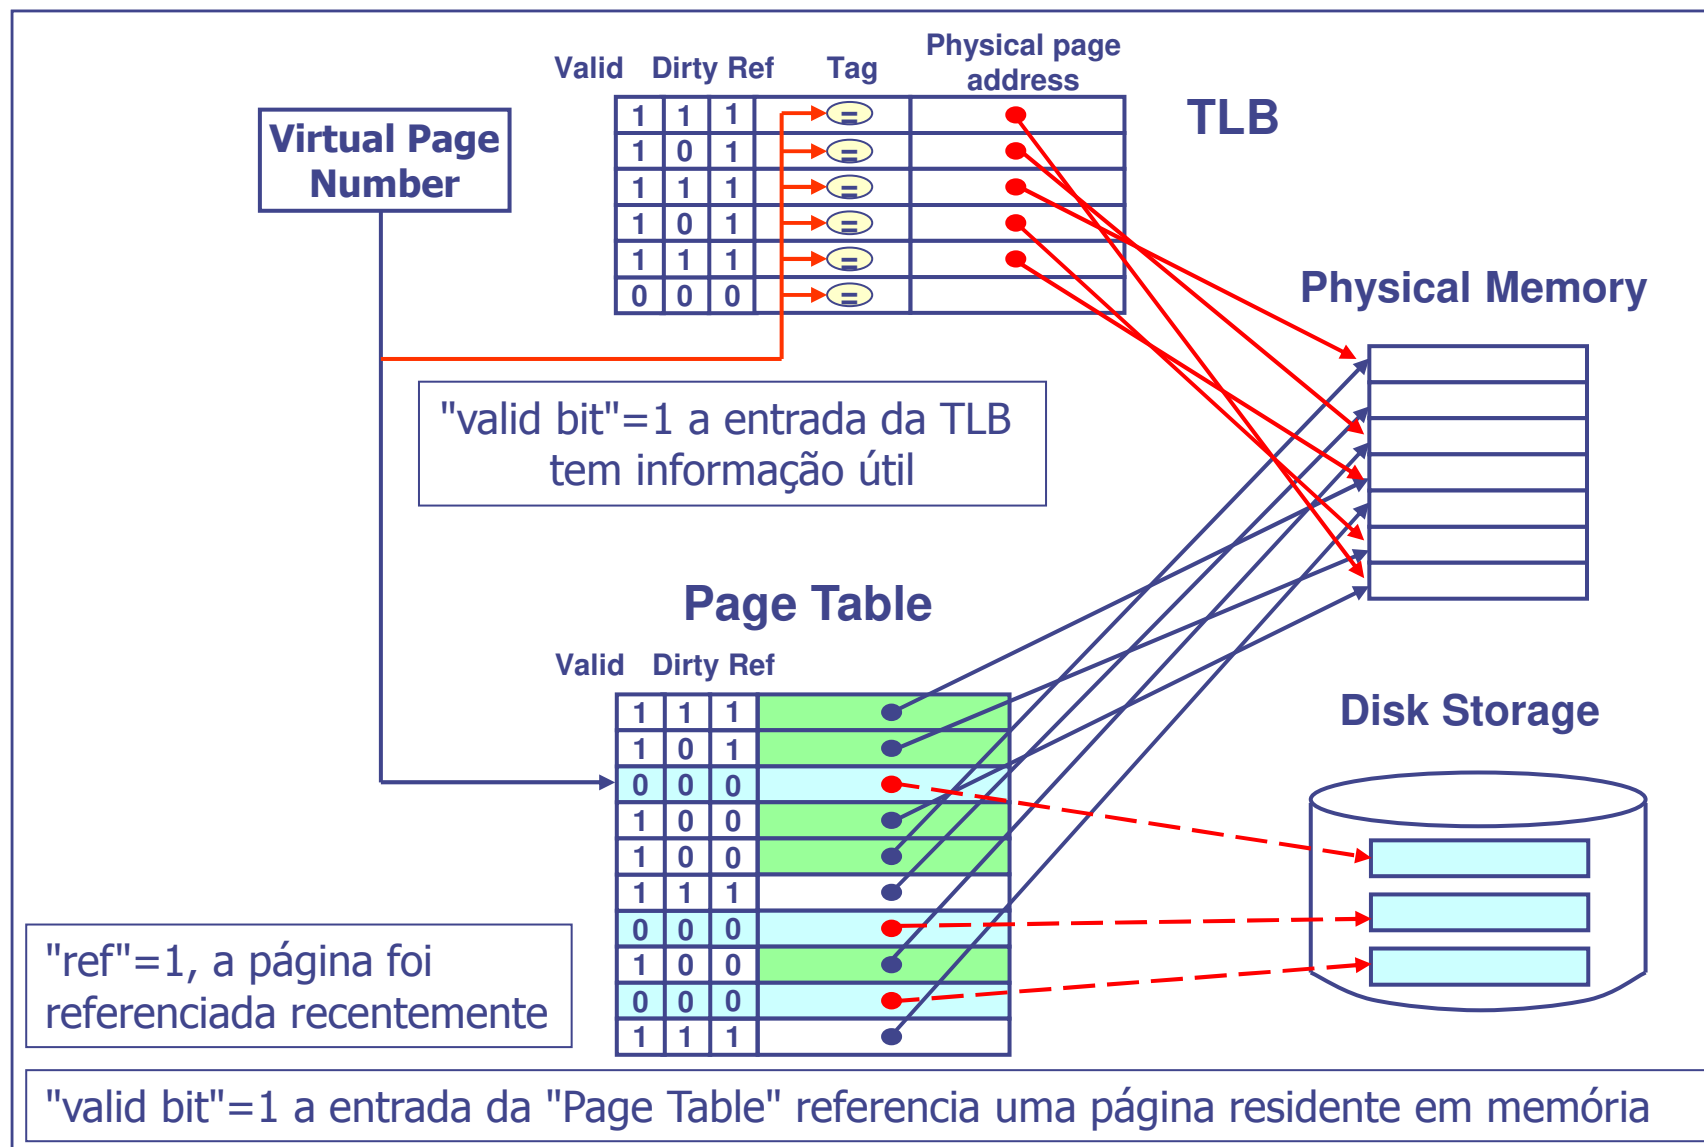 Valid Dirty Ref Tag Physical page
address
TLB
1 1 1 =
1 0 1 =
1 1 1 =
1 0 1 =
1 1 1 =
0 0 0 =
Virtual Page
Number
Physical Memory
"valid bit"=1 a entrada da TLB
tem informação útil
Page Table
Valid Dirty Ref
1 1 1
1 0 1
0 0 0
1 0 0
1 0 0
1 1 1
0 0 0
1 0 0
0 0 0
1 1 1
Disk Storage
"ref"=1, a página foi
referenciada recentemente
"valid bit"=1 a entrada da "Page Table" referencia uma página residente em memória